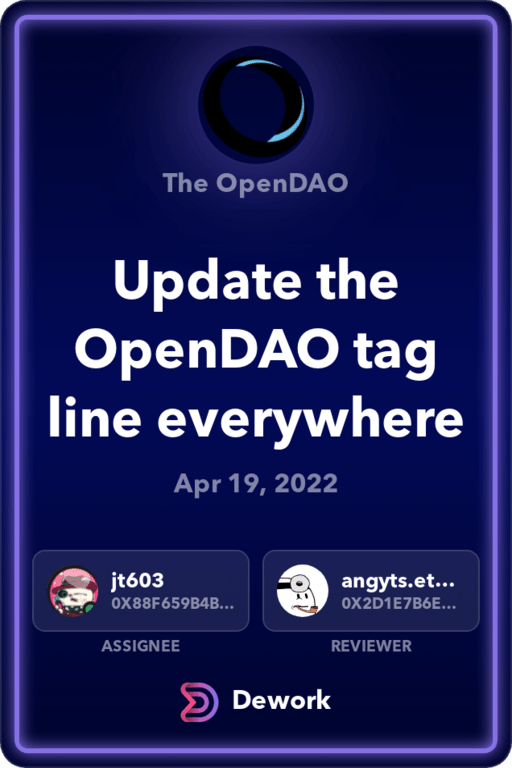 The OpenDAO
Update the
OpenDAO tag
line everywhere
Apr 19, 2022
jt603
0X88F659B4B...
angyts.et...
0X2D1E7B6E...
ASSIGNEE
REVIEWER
Dework